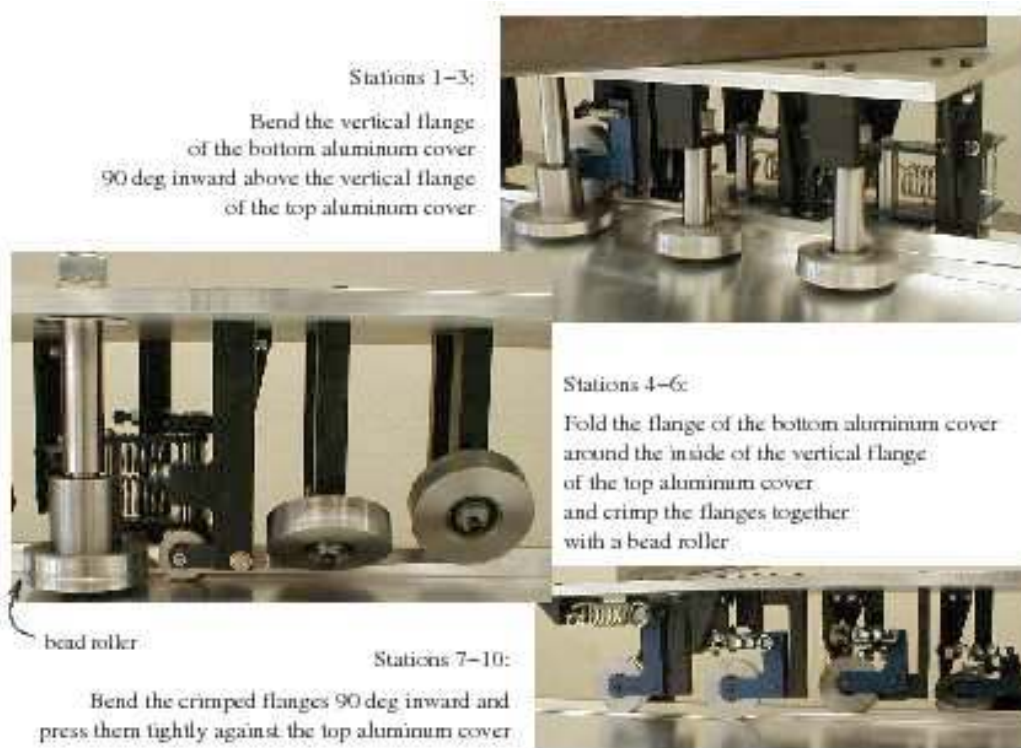 Stations 1–3:
Bend the vertical flange
of the bottom aluminum cover
90 deg inward above the vertical flange
of the top aluminum cover
Stations 4–6:
Fold the flange of the bottom aluminum cover
around the inside of the vertical flange
of the top aluminum cover
and crimp the flanges together
with a bead roller
bead roller
Stations 7–10:
Bend the crimped flanges 90 deg inward and
press them tightly against the top aluminum cover